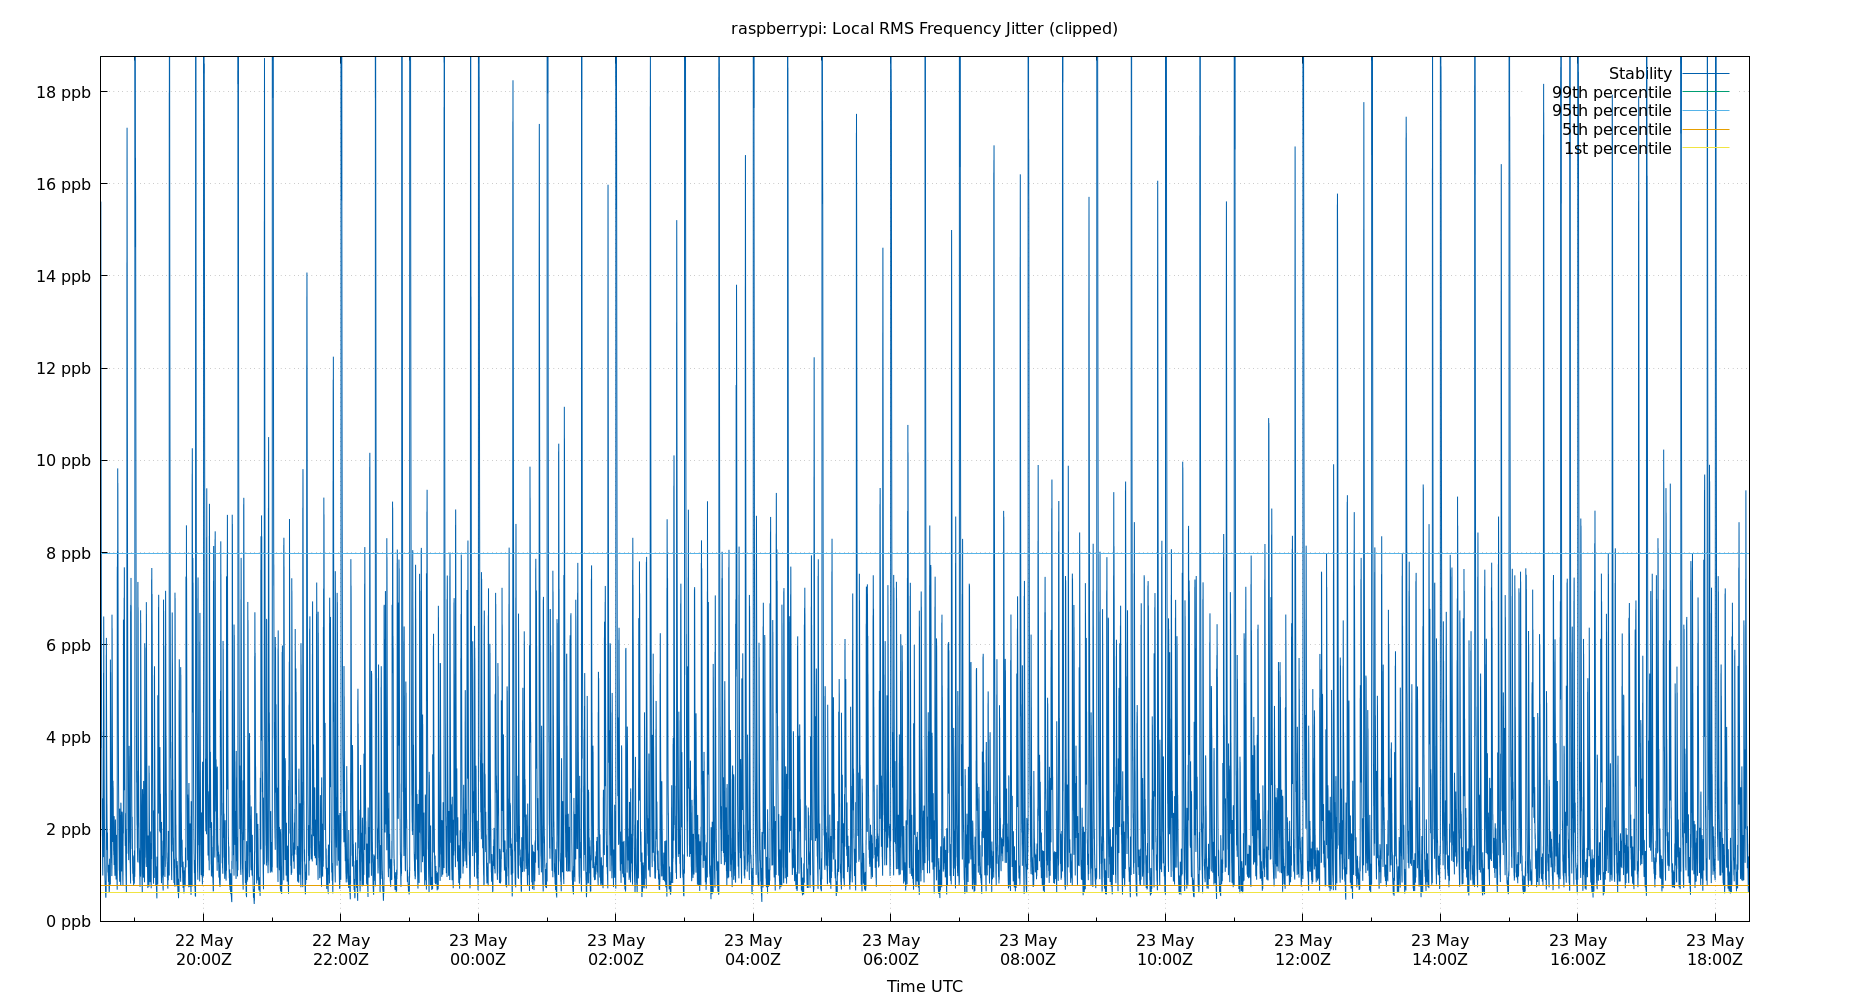 raspberrypi: Local RMS Frequency Jitter (clipped)
Stability
99th percentile
95th percentile
5th percentile
1st percentile
18 ppb
16 ppb
14 ppb
12 ppb
10 ppb
8 ppb
6 ppb
4 ppb
2 ppb
0 ppb
22 May 22 May 23 May 23 May 23 May 23 May 23 May 23 May 23 May 23 May 23 May 23 May
20:00Z 22:00Z 00:00Z 02:00Z 04:00Z 06:00Z 08:00Z 10:00Z 12:00Z 14:00Z 16:00Z 18:00Z
Time UTC